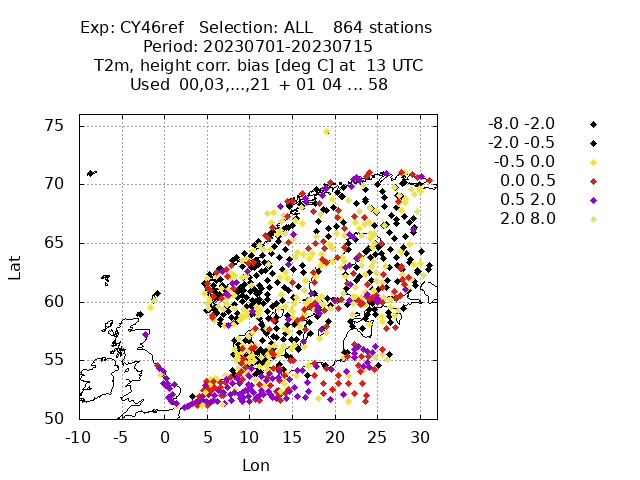 Exp: CY46ref   Selection: ALL    864 stations
Period: 20230701-20230715
T2m, height corr. bias [deg C] at  13 UTC
Used  00,03,...,21  + 01 04 ... 58
-8.0 -2.0
-2.0 -0.5
-0.5 0.0
0.0 0.5
0.5 2.0
2.0 8.0
75
70
65
60
55
50
Lat
-10 -5 0 5 10 15 20 25 30
Lon